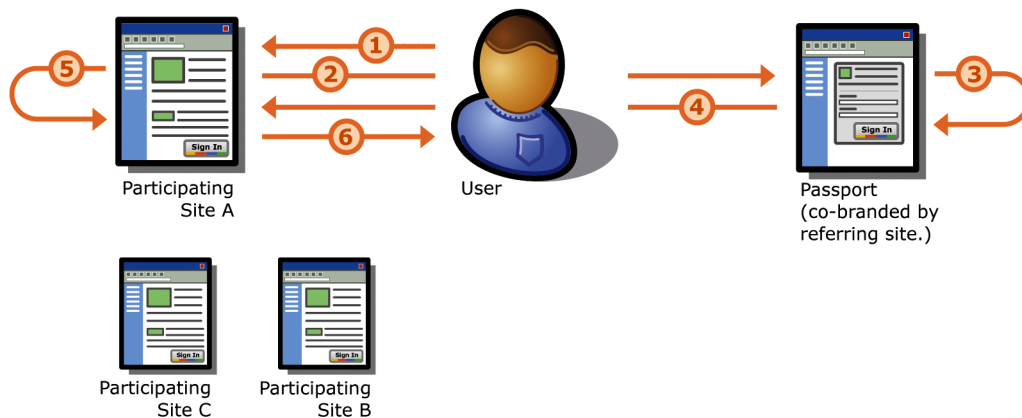 1
2
5
3
4
6
Sign In
Sign In
Participating
Site A
User
Passport
(co-branded by
referring site.)
Sign In
Sign In
Participating
Site C
Participating
Site B